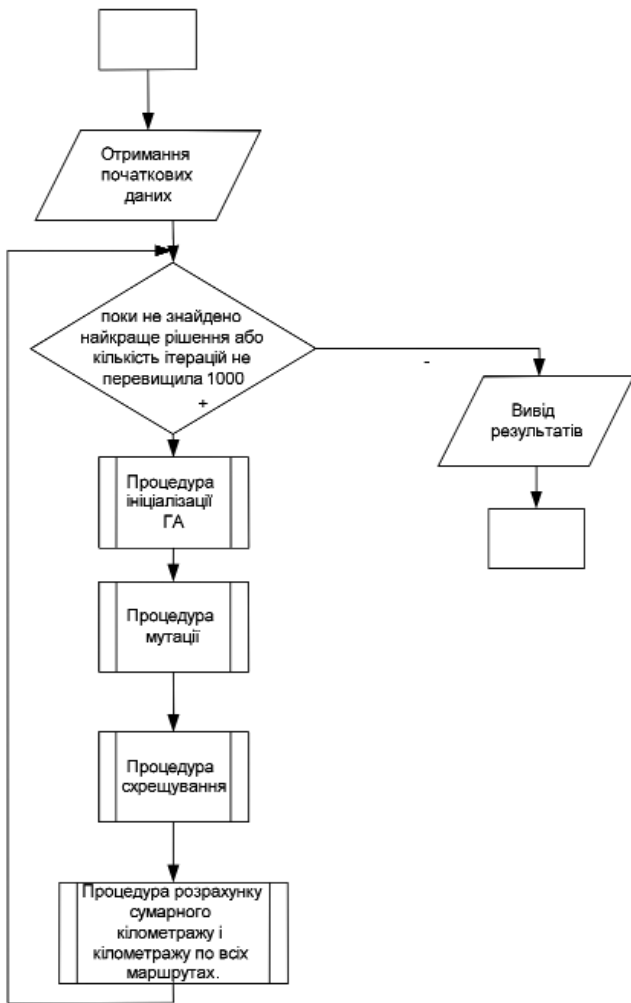 Отримання
початкових
даних
поки не знайдено
найкраще рішення або
кількість ітерацій не
перевищила 1000
+
-
Вивід
результатів
Процедура
ініціалізації
ГА
Процедура
мутації
Процедура
схрещування
Процедура розрахунку
сумарного
кілометражу і
кілометражу по всіх
маршрутах.